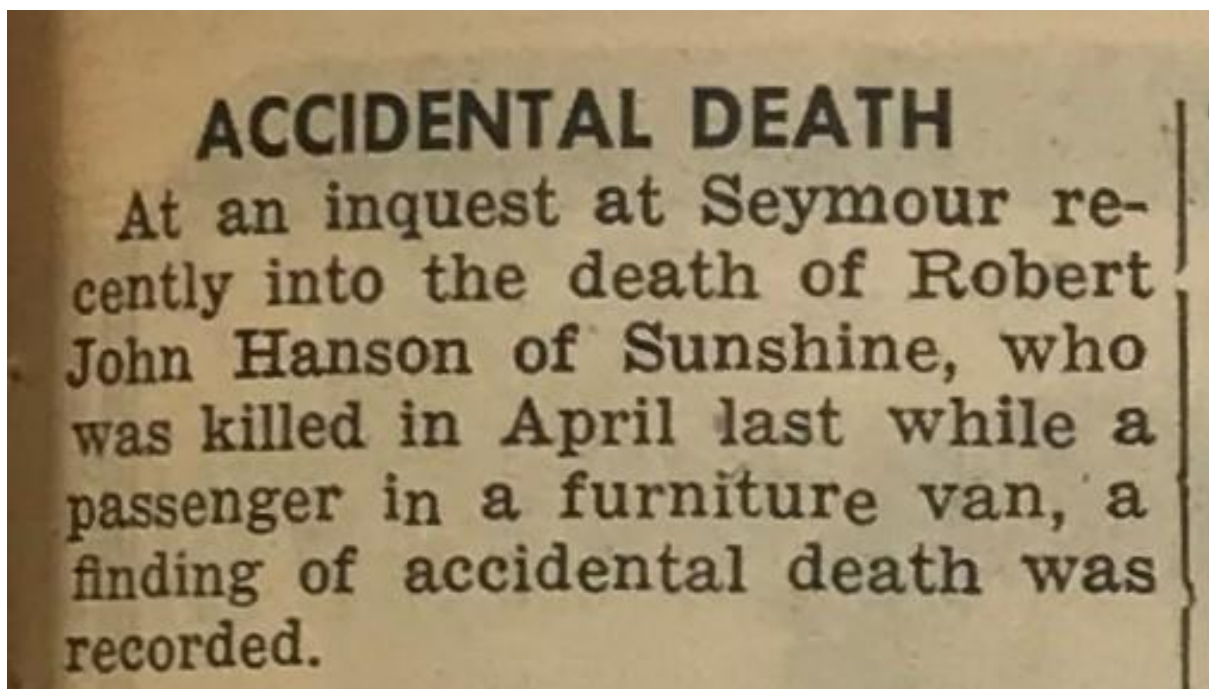 ACCIDENTAL DEATH
At an inquest at Seymour re-
cently into the death of Robert
John Hanson of Sunshine, who
was killed in April last while a
passenger in a furniture van, a
finding of accidental death was
recorded.